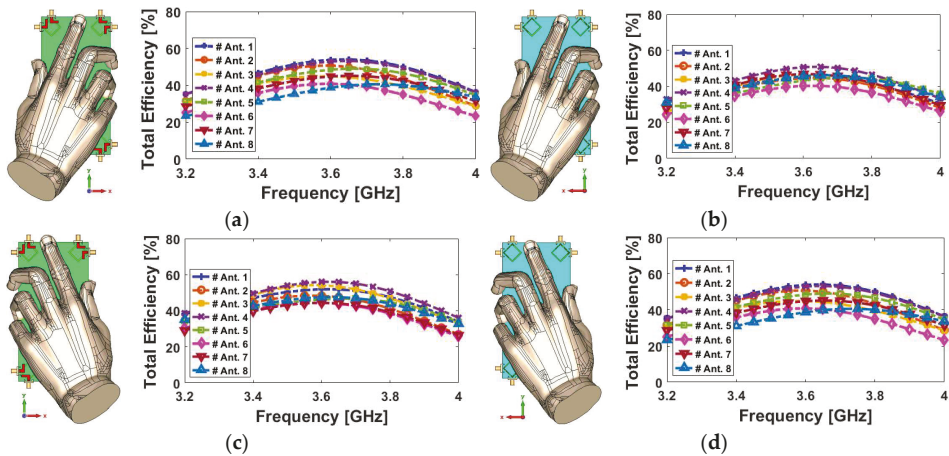 Total Efficiency [%]
80
60
40
20
0
# Ant. 1
# Ant. 2
# Ant. 3
# Ant. 4
# Ant. 5
# Ant. 6
# Ant. 7
# Ant. 8
3.2 3.4 3.6 3.8 4
Frequency [GHz]
y
x
(a)
Total Efficiency [%]
80
60
40
20
0
# Ant. 1
# Ant. 2
# Ant. 3
# Ant. 4
# Ant. 5
# Ant. 6
# Ant. 7
# Ant. 8
3.2 3.4 3.6 3.8 4
Frequency [GHz]
y
x
(b)
Total Efficiency [%]
80
60
40
20
0
# Ant. 1
# Ant. 2
# Ant. 3
# Ant. 4
# Ant. 5
# Ant. 6
# Ant. 7
# Ant. 8
3.2 3.4 3.6 3.8 4
Frequency [GHz]
y
x
(c)
Total Efficiency [%]
80
60
40
20
0
# Ant. 1
# Ant. 2
# Ant. 3
# Ant. 4
# Ant. 5
# Ant. 6
# Ant. 7
# Ant. 8
3.2 3.4 3.6 3.8 4
Frequency [GHz]
y
x
(d)